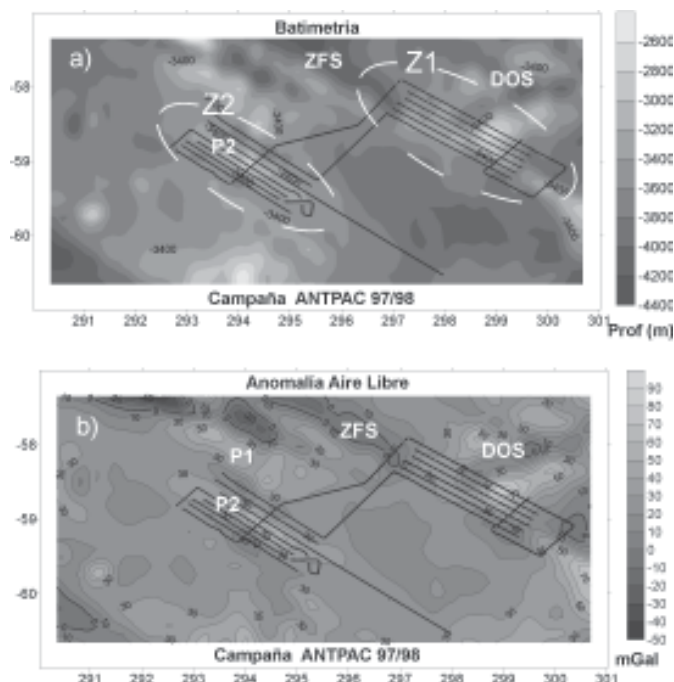 Batimetria
a)
ZFS
Z1
DOS
Z2
P2
-3400
-3400
-3400
-58
-59
-60
291 292 293 294 295 296 297 298 299 300 301
Campaña ANTPAC 97/98
-2600
-2800
-3000
-3200
-3400
-3600
-3800
-4000
-4200
-4400
Prof (m)
Anomalía Aire Libre
b)
ZFS
P1
DOS
P2
-58
-59
-60
291 292 293 294 295 296 297 298 299 300 301
Campaña ANTPAC 97/98
90
80
70
60
50
40
30
20
10
0
-10
-20
-30
-40
-50
mGal